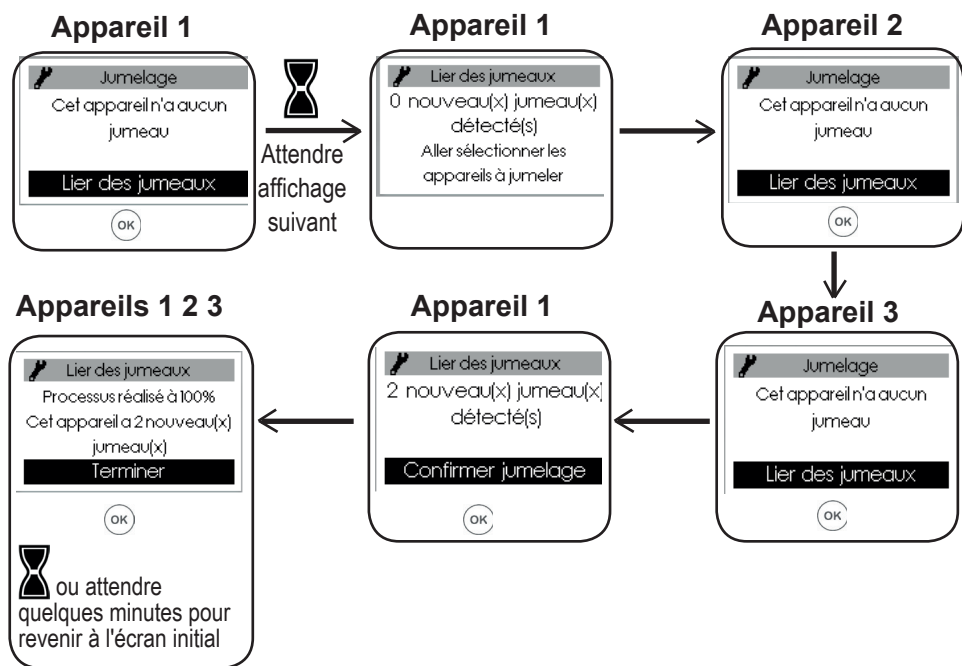 Appareil 1
Jumelage
Cet appareil n'a aucun
jumeau
Lier des jumeaux
OK
Attendre
affichage
suivant
Appareil 1
Lier des jumeaux
0 nouveau(x) jumeau(x)
détecté(s)
Aller sélectionner les
appareils à jumeler
Appareil 2
Jumelage
Cet appareil n'a aucun
jumeau
Lier des jumeaux
OK
Appareil 3
Jumelage
Cet appareil n'a aucun
jumeau
Lier des jumeaux
OK
Appareil 1
Lier des jumeaux
2 nouveau(x) jumeau(x)
détecté(s)
Confirmer jumelage
OK
Appareils 1 2 3
Lier des jumeaux
Processus réalisé à 100%
Cet appareil a 2 nouveau(x)
jumeau(x)
Terminer
OK
ou attendre
quelques minutes pour
revenir à l'écran initial